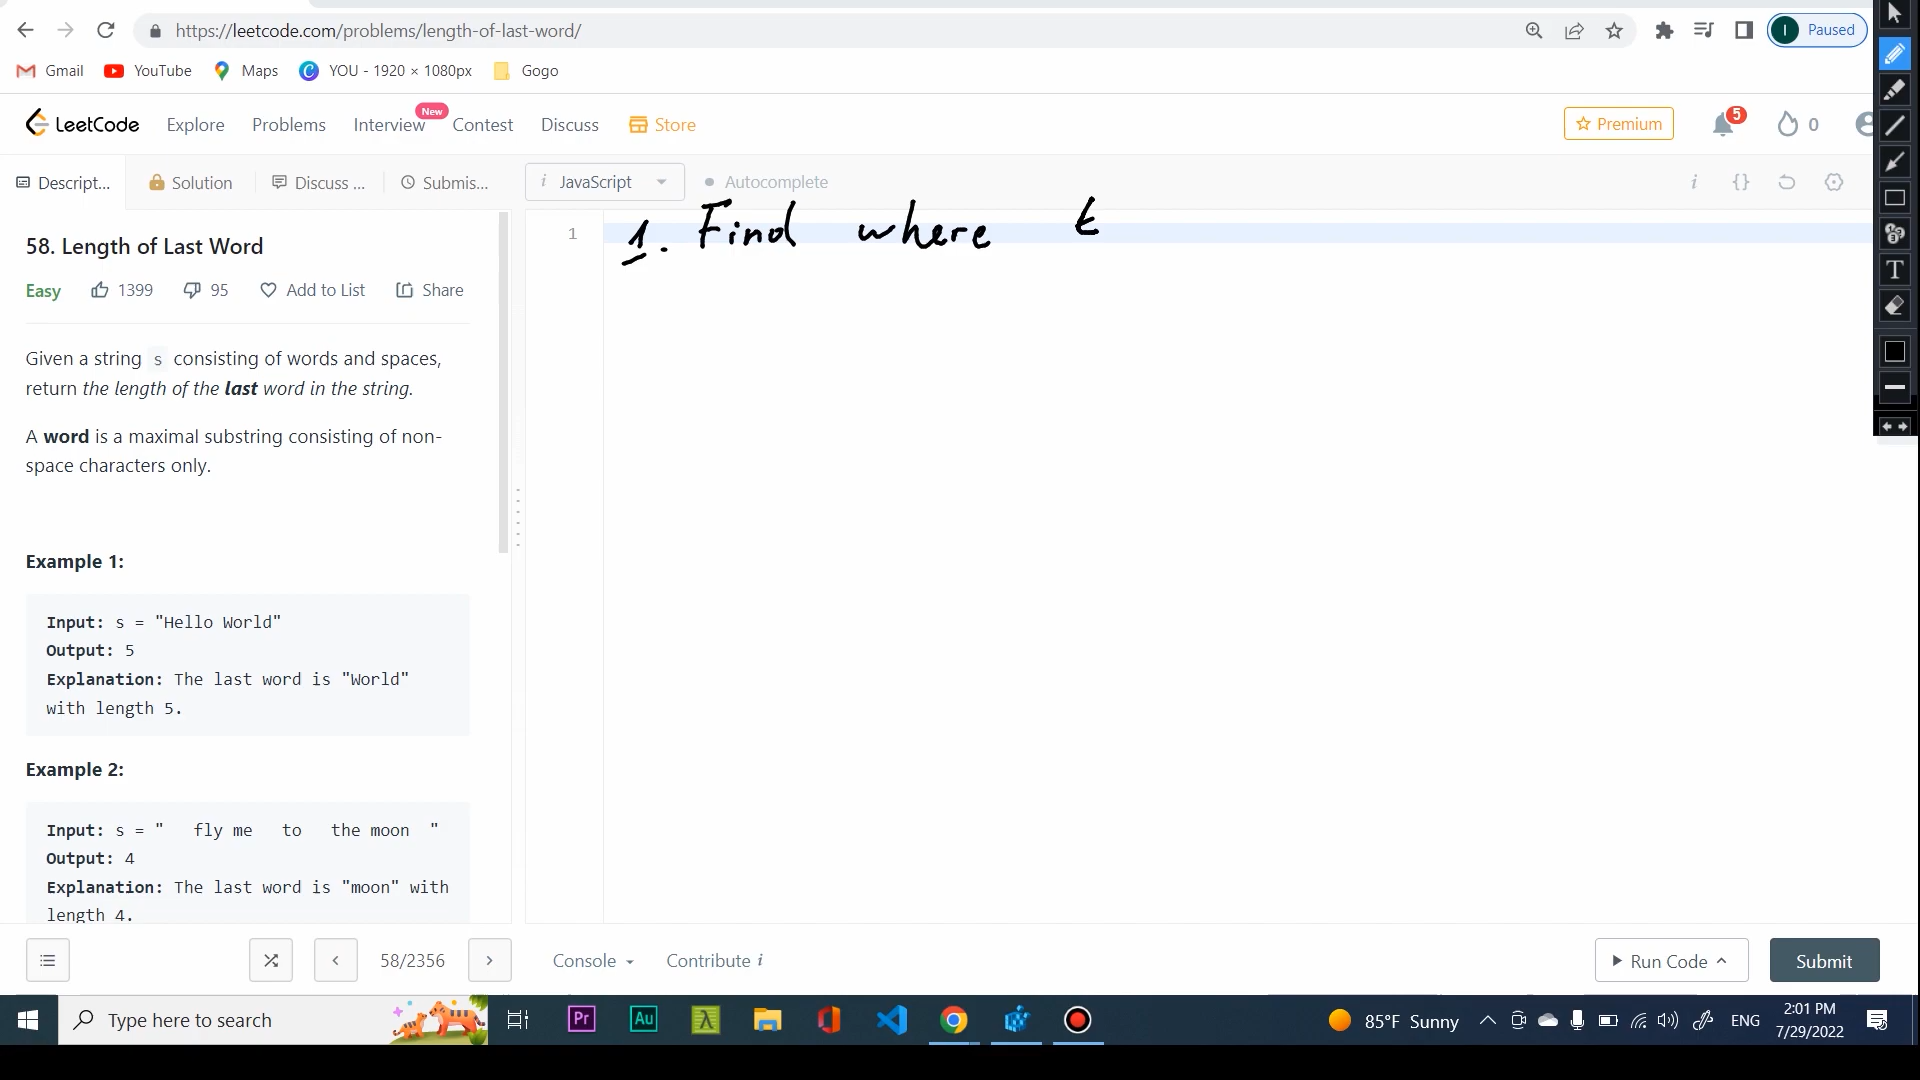 https://leetcode.com/problems/length-of-last-word/
Paused
Gmail
YouTube
Maps
YOU - 1920 × 1080px
Gogo
LeetCode
Explore
Problems
Interview
New
Contest
Discuss
Store
Premium
5
0
Descript...
Solution
Discuss ...
Submis...
i JavaScript
Autocomplete
i
{}
58. Length of Last Word
Easy
1399
95
Add to List
Share
Given a string s consisting of words and spaces,
return the length of the last word in the string.
A word is a maximal substring consisting of non-
space characters only.
Example 1:
Input: s = "Hello World"
Output: 5
Explanation: The last word is "World"
with length 5.
Example 2:
Input: s = "   fly me   to   the moon  "
Output: 4
Explanation: The last word is "moon" with
length 4.
1
1. Find where t
T
58/2356
Console
Contribute i
Run Code
Submit
Type here to search
Pr
Au
85°F Sunny
ENG
2:01 PM
7/29/2022